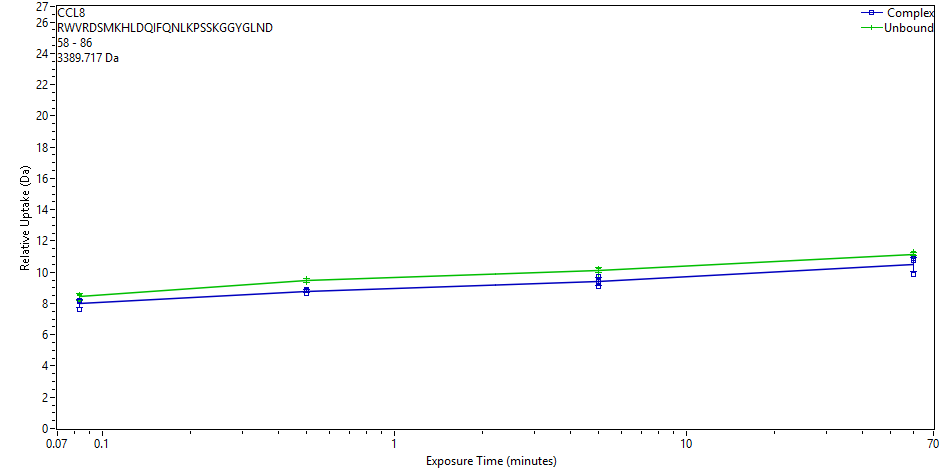 CCL8
RWVRDSMKHLDQIFQNLKPSSKGGYGLND
58 - 86
3389.717 Da
Complex
Unbound
Relative Uptake (Da)
27
26
24
22
20
18
16
14
12
10
8
6
4
2
0
0.07
0.1
1
10
70
Exposure Time (minutes)